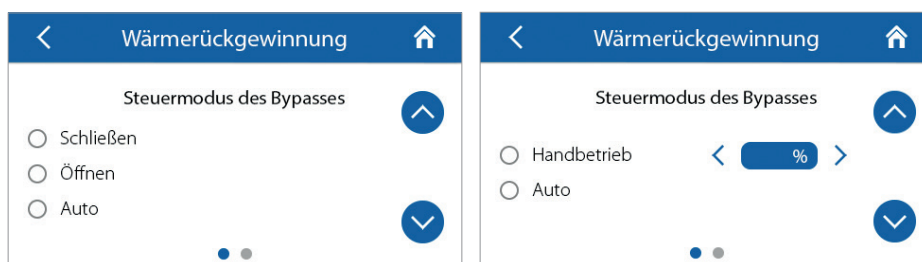 Wärmerückgewinnung
Steuermodus des Bypasses
Schließen
Öffnen
Auto
Wärmerückgewinnung
Steuermodus des Bypasses
Handbetrieb %
Auto